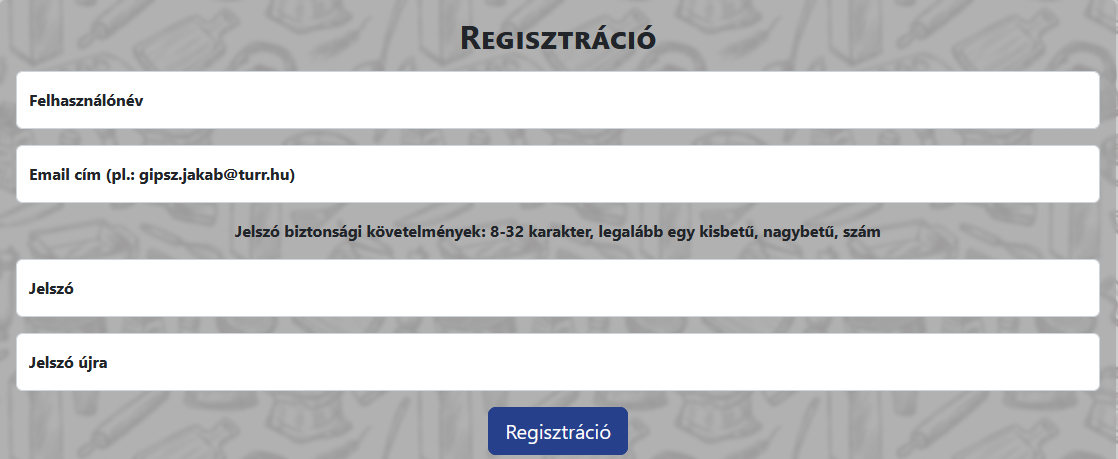 Regisztráció
Felhasználónév
Email cím (pl.: gipsz.jakab@turr.hu)
Jelszó biztonsági követelmények: 8-32 karakter, legalább egy kisbetű, nagybetű, szám
Jelszó
Jelszó újra
Regisztráció